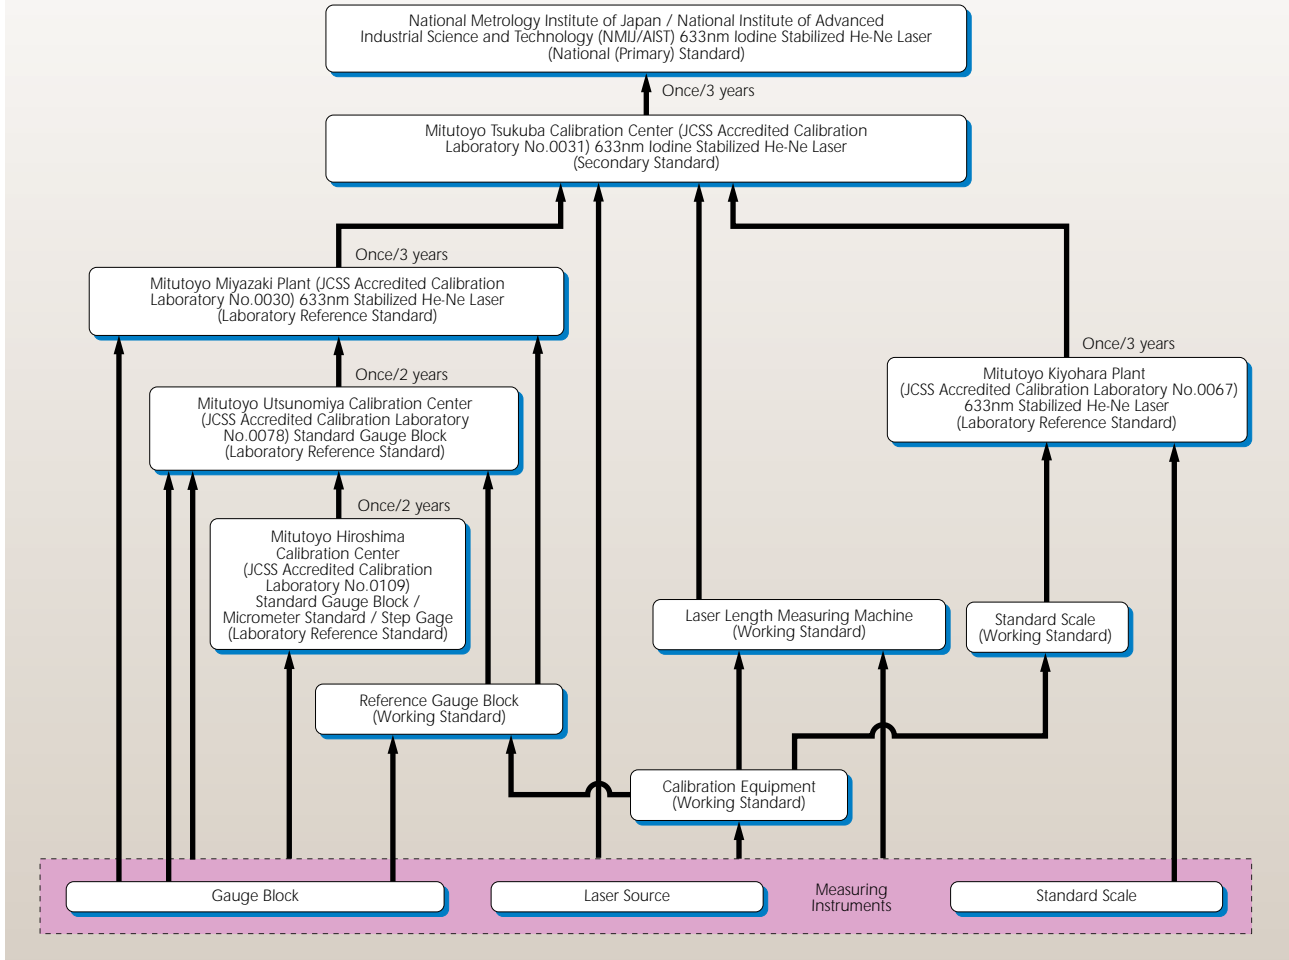 National Metrology Institute of Japan / National Institute of Advanced
Industrial Science and Technology (NMIJ/AIST) 633nm Iodine Stabilized He-Ne Laser
(National (Primary) Standard)
Once/3 years
Mitutoyo Tsukuba Calibration Center (JCSS Accredited Calibration
Laboratory No.0031) 633nm Iodine Stabilized He-Ne Laser
(Secondary Standard)
Once/3 years
Mitutoyo Miyazaki Plant (JCSS Accredited Calibration
Laboratory No.0030) 633nm Stabilized He-Ne Laser
(Laboratory Reference Standard)
Once/3 years
Mitutoyo Kiyohara Plant
(JCSS Accredited Calibration Laboratory No.0067)
633nm Stabilized He-Ne Laser
(Laboratory Reference Standard)
Once/2 years
Mitutoyo Utsunomiya Calibration Center
(JCSS Accredited Calibration Laboratory
No.0078) Standard Gauge Block
(Laboratory Reference Standard)
Once/2 years
Mitutoyo Hiroshima
Calibration Center
(JCSS Accredited Calibration
Laboratory No.0109)
Standard Gauge Block /
Micrometer Standard / Step Gage
(Laboratory Reference Standard)
Laser Length Measuring Machine
(Working Standard)
Standard Scale
(Working Standard)
Reference Gauge Block
(Working Standard)
Calibration Equipment
(Working Standard)
Gauge Block
Laser Source
Measuring
Instruments
Standard Scale